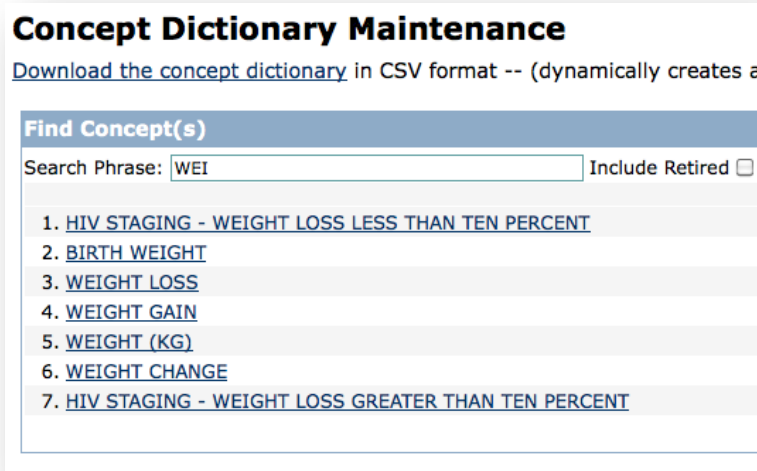 Concept Dictionary Maintenance
Download the concept dictionary in CSV format -- (dynamically creates a
Find Concept(s)
Search Phrase: WEI Include Retired
1. HIV STAGING - WEIGHT LOSS LESS THAN TEN PERCENT
2. BIRTH WEIGHT
3. WEIGHT LOSS
4. WEIGHT GAIN
5. WEIGHT (KG)
6. WEIGHT CHANGE
7. HIV STAGING - WEIGHT LOSS GREATER THAN TEN PERCENT